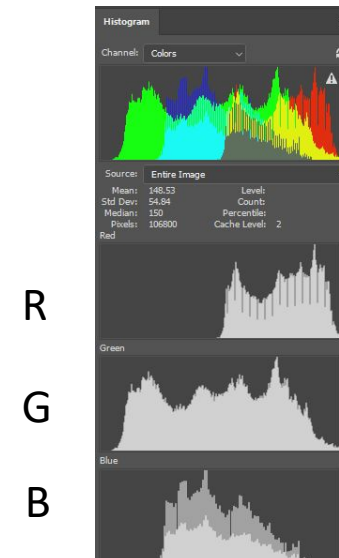 Histogram
Channel: Colors
Source: Entire Image
Mean: 148.53 Level:
Std Dev: 54.84 Count:
Median: 150 Percentile:
Pixels: 106800 Cache Level: 2
Red
R
Green
G
Blue
B